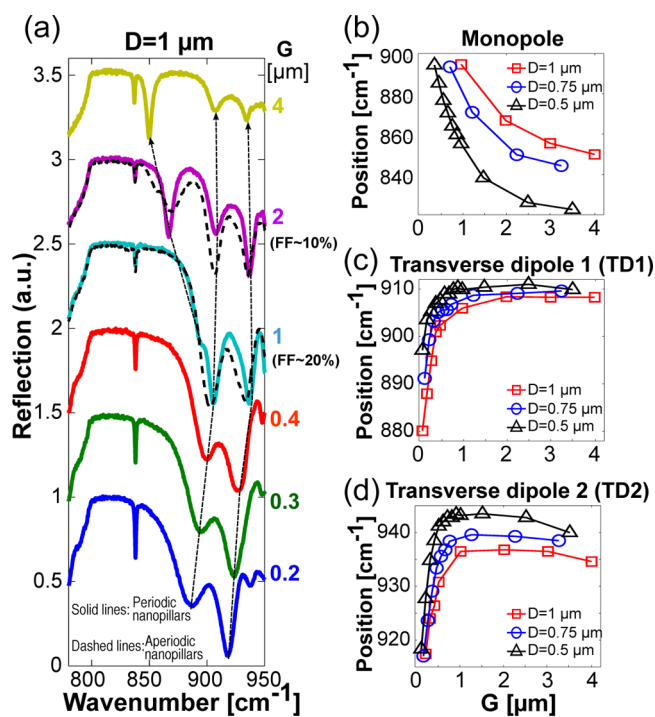 (a)
D=1 µm
G
[µm]
3.5
3
2.5
2
1.5
1
0.5
0
Reflection (a.u.)
4
2
(FF~10%)
1
(FF~20%)
0.4
0.3
0.2
Solid lines: Periodic
nanopillars
Dashed lines: Aperiodic
nanopillars
800 850 900 950
Wavenumber [cm-1]
(b)
Monopole
900
880
860
840
Position [cm-1]
D=1 µm
D=0.75 µm
D=0.5 µm
0 1 2 3 4
(c)
Transverse dipole 1 (TD1)
910
900
890
880
Position [cm-1]
D=1 µm
D=0.75 µm
D=0.5 µm
0 1 2 3 4
(d)
Transverse dipole 2 (TD2)
940
930
920
Position [cm-1]
D=1 µm
D=0.75 µm
D=0.5 µm
0 1 2 3 4
G [µm]